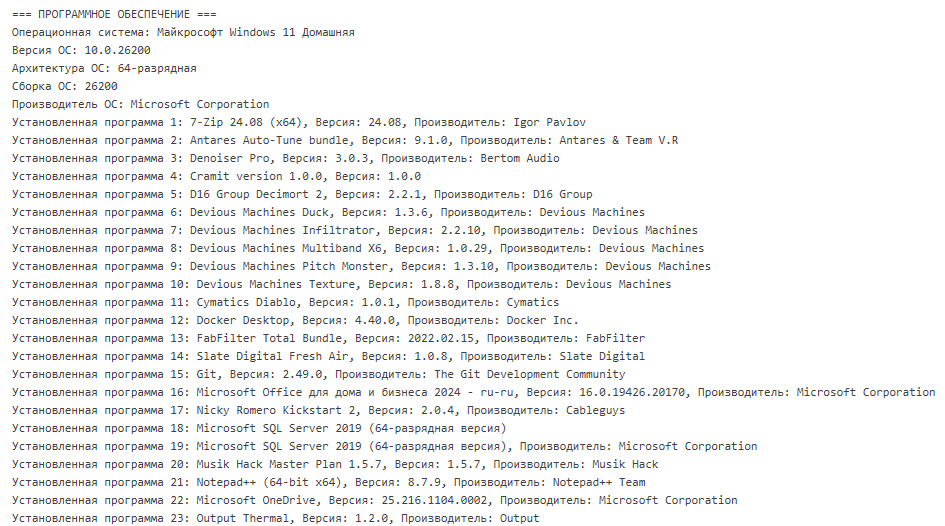 === ПРОГРАММНОЕ ОБЕСПЕЧЕНИЕ ===
Операционная система: Майкрософт Windows 11 Домашняя
Версия ОС: 10.0.26200
Архитектура ОС: 64-разрядная
Сборка ОС: 26200
Производитель ОС: Microsoft Corporation
Установленная программа 1: 7-Zip 24.08 (x64), Версия: 24.08, Производитель: Igor Pavlov
Установленная программа 2: Antares Auto-Tune bundle, Версия: 9.1.0, Производитель: Antares & Team V.R
Установленная программа 3: Denoiser Pro, Версия: 3.0.3, Производитель: Bertom Audio
Установленная программа 4: Cramit version 1.0.0, Версия: 1.0.0
Установленная программа 5: D16 Group Decimort 2, Версия: 2.2.1, Производитель: D16 Group
Установленная программа 6: Devious Machines Duck, Версия: 1.3.6, Производитель: Devious Machines
Установленная программа 7: Devious Machines Infiltrator, Версия: 2.2.10, Производитель: Devious Machines
Установленная программа 8: Devious Machines Multiband X6, Версия: 1.0.29, Производитель: Devious Machines
Установленная программа 9: Devious Machines Pitch Monster, Версия: 1.3.10, Производитель: Devious Machines
Установленная программа 10: Devious Machines Texture, Версия: 1.8.8, Производитель: Devious Machines
Установленная программа 11: Cymatics Diablo, Версия: 1.0.1, Производитель: Cymatics
Установленная программа 12: Docker Desktop, Версия: 4.40.0, Производитель: Docker Inc.
Установленная программа 13: FabFilter Total Bundle, Версия: 2022.02.15, Производитель: FabFilter
Установленная программа 14: Slate Digital Fresh Air, Версия: 1.0.8, Производитель: Slate Digital
Установленная программа 15: Git, Версия: 2.49.0, Производитель: The Git Development Community
Установленная программа 16: Microsoft Office для дома и бизнеса 2024 - ru-ru, Версия: 16.0.19426.20170, Производитель: Microsoft Corporation
Установленная программа 17: Nicky Romero Kickstart 2, Версия: 2.0.4, Производитель: Cableguys
Установленная программа 18: Microsoft SQL Server 2019 (64-разрядная версия)
Установленная программа 19: Microsoft SQL Server 2019 (64-разрядная версия), Производитель: Microsoft Corporation
Установленная программа 20: Musik Hack Master Plan 1.5.7, Версия: 1.5.7, Производитель: Musik Hack
Установленная программа 21: Notepad++ (64-bit x64), Версия: 8.7.9, Производитель: Notepad++ Team
Установленная программа 22: Microsoft OneDrive, Версия: 25.216.1104.0002, Производитель: Microsoft Corporation
Установленная программа 23: Output Thermal, Версия: 1.2.0, Производитель: Output